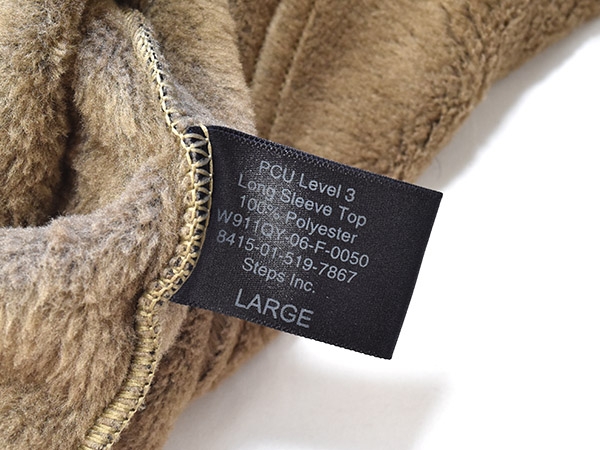 PCU Level 3
Long Sleeve Top
100% Polyester
W911QY-06-F-0050
8415-01-519-7867
Steps Inc.
LARGE